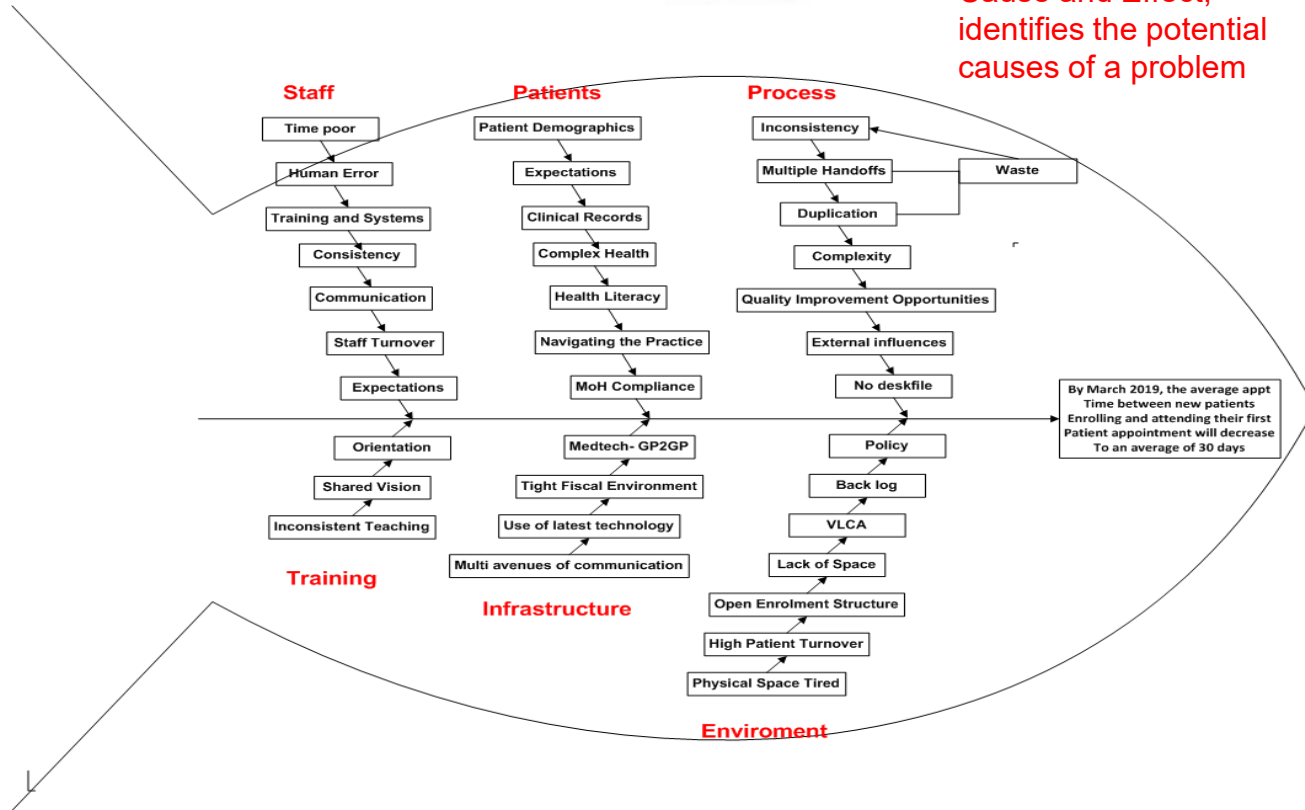 Cause and Effect,
identifies the potential
causes of a problem
Staff
Time poor
Human Error
Training and Systems
Consistency
Communication
Staff Turnover
Expectations
Patients
Patient Demographics
Expectations
Clinical Records
Complex Health
Health Literacy
Navigating the Practice
MoH Compliance
Process
Inconsistency
Multiple Handoffs
Waste
Duplication
Complexity
Quality Improvement Opportunities
External influences
No deskfile
By March 2019, the average appt
Time between new patients
Enrolling and attending their first
Patient appointment will decrease
To an average of 30 days
Orientation
Shared Vision
Inconsistent Teaching
Training
Medtech- GP2GP
Tight Fiscal Environment
Use of latest technology
Multi avenues of communication
Infrastructure
Policy
Back log
VLCA
Lack of Space
Open Enrolment Structure
High Patient Turnover
Physical Space Tired
Enviroment